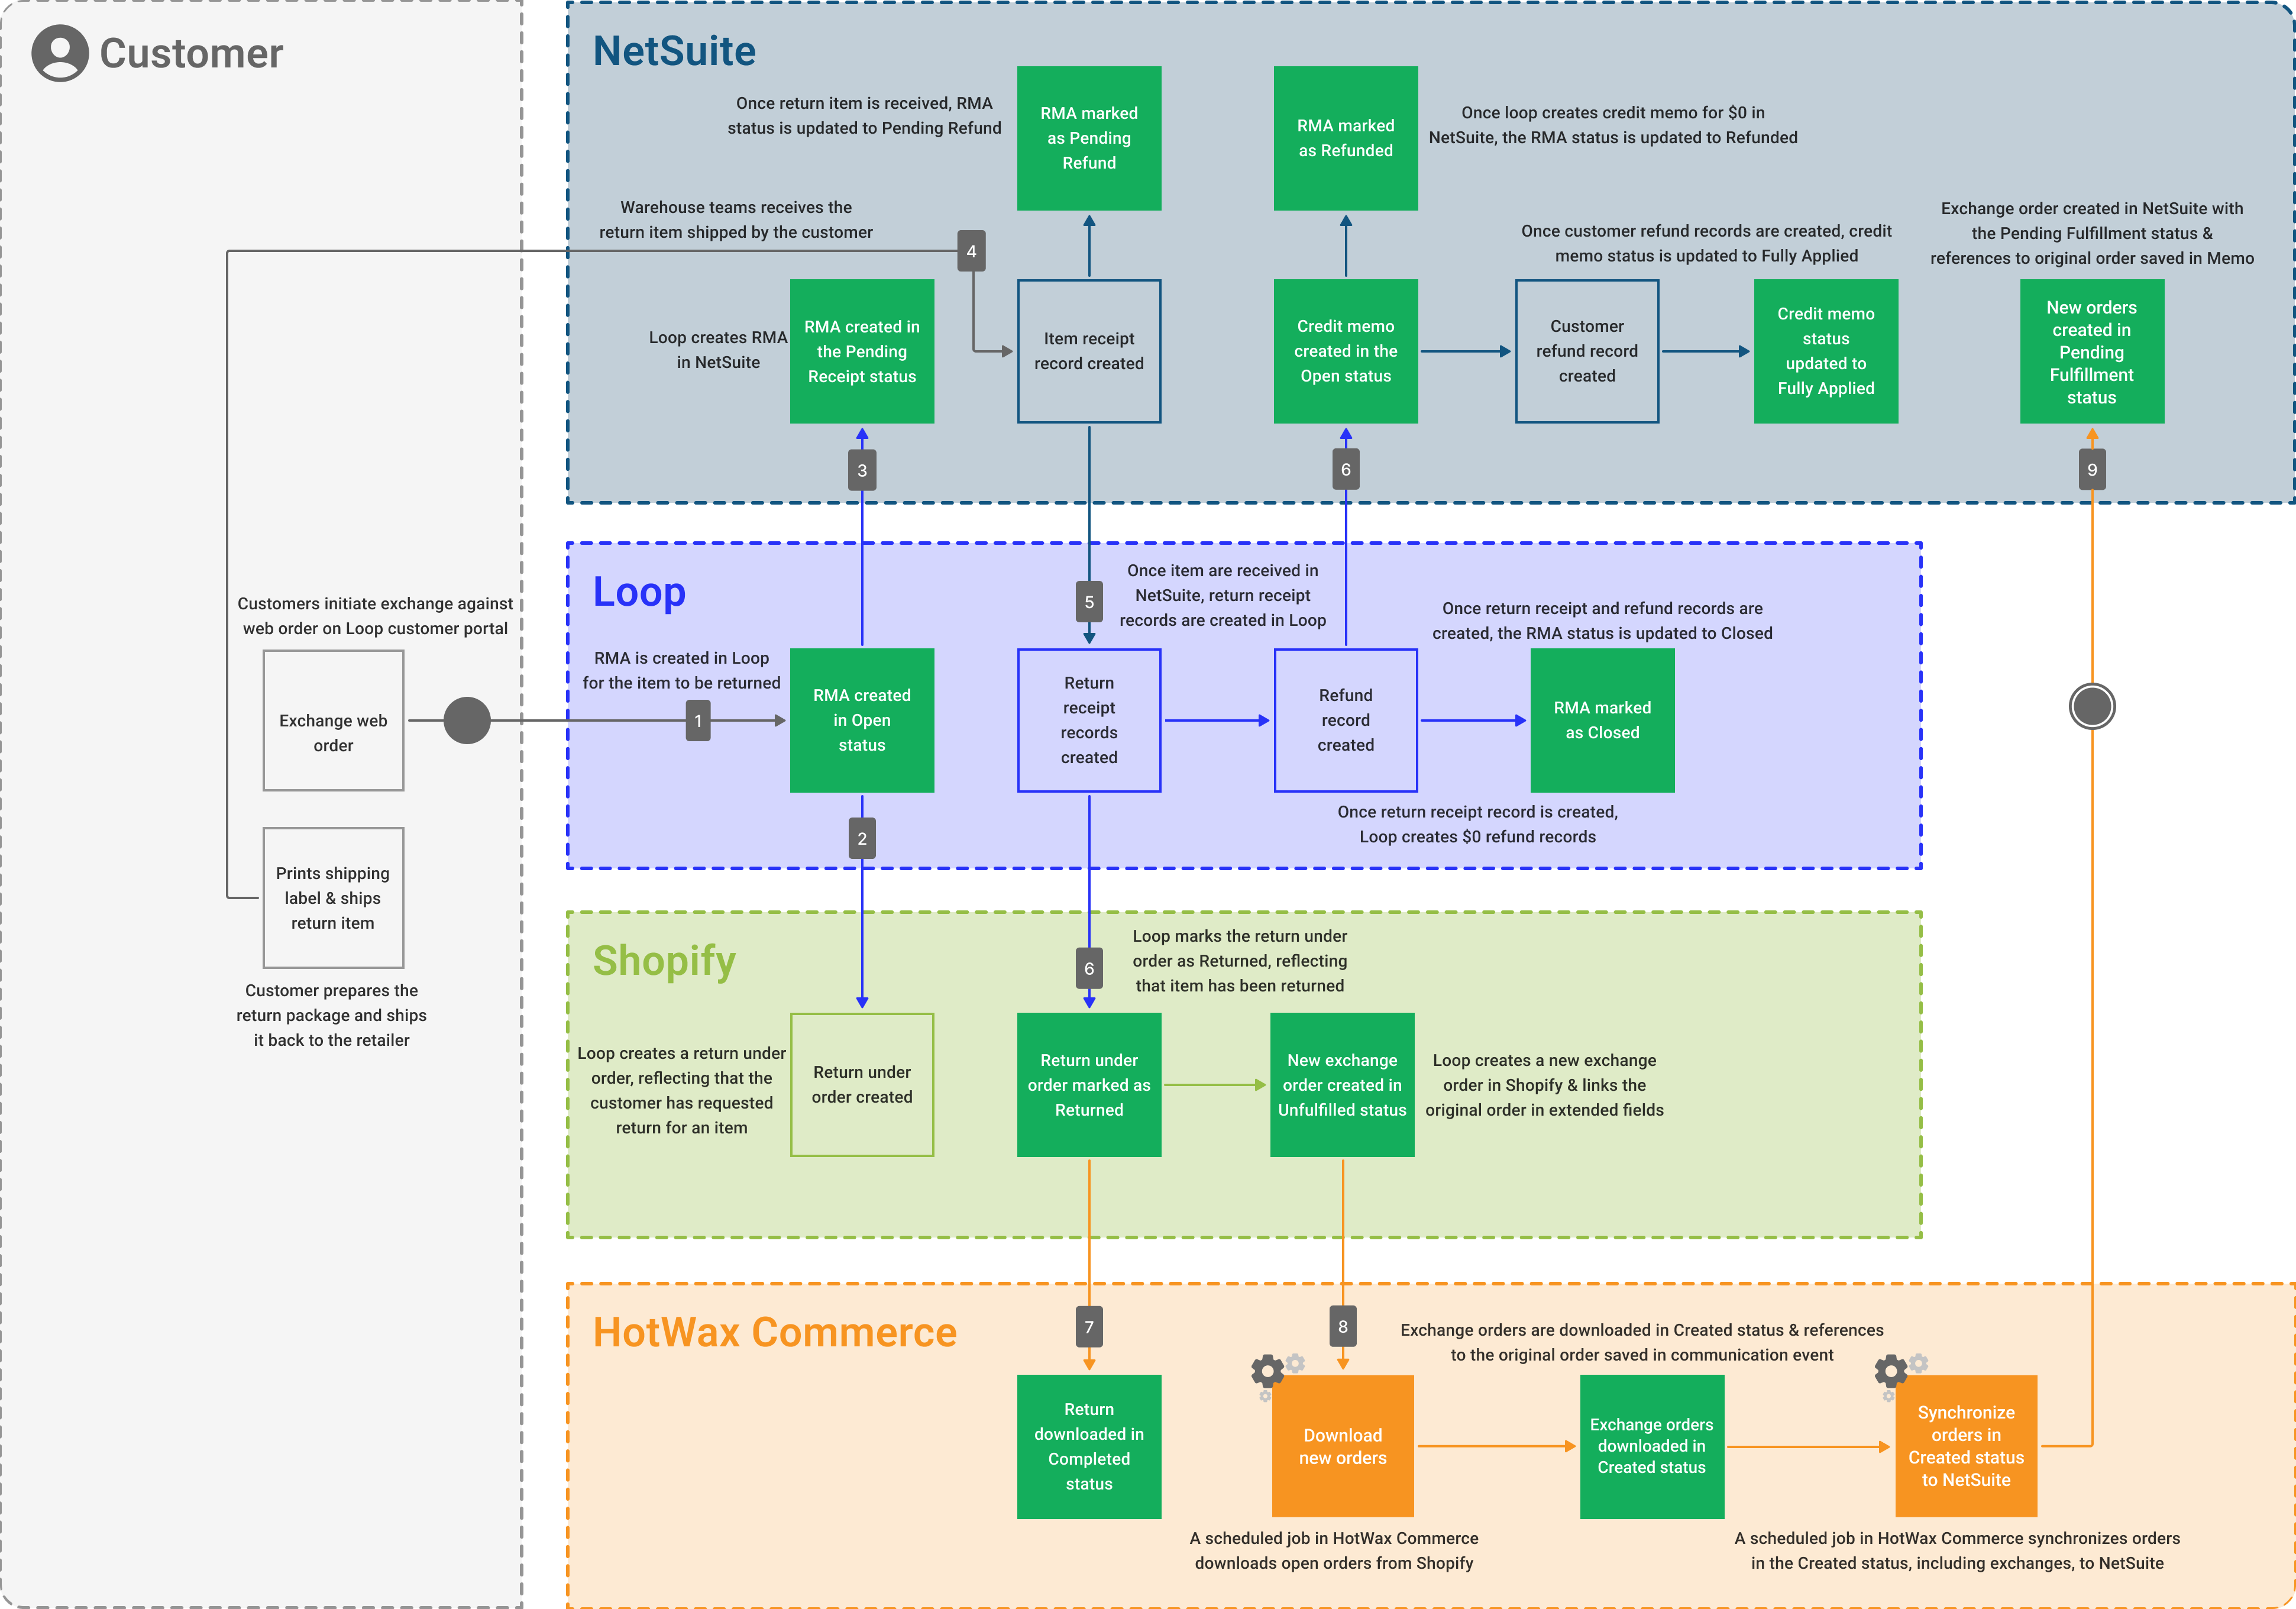 Customer
Customers initiate exchange against
web order on Loop customer portal
Exchange web
order
Prints shipping
label & ships
return item
Customer prepares the
return package and ships
it back to the retailer
NetSuite
Once return item is received, RMA
status is updated to Pending Refund
RMA marked
as Pending
Refund
RMA marked
as Refunded
Once loop creates credit memo for $0 in
NetSuite, the RMA status is updated to Refunded
Warehouse teams receives the
return item shipped by the customer
4
Once customer refund records are created, credit
memo status is updated to Fully Applied
Exchange order created in NetSuite with
the Pending Fulfillment status &
references to original order saved in Memo
Loop creates RMA
in NetSuite
RMA created in
the Pending
Receipt status
Item receipt
record created
Credit memo
created in the
Open status
Customer
refund record
created
Credit memo
status
updated to
Fully Applied
New orders
created in
Pending
Fulfillment
status
3
6
9
Loop
5
Once item are received in
NetSuite, return receipt
records are created in Loop
Once return receipt and refund records are
created, the RMA status is updated to Closed
RMA is created in Loop
for the item to be returned
1
RMA created
in Open
status
Return
receipt
records
created
Refund
record
created
RMA marked
as Closed
2
Once return receipt record is created,
Loop creates $0 refund records
Shopify
6
Loop marks the return under
order as Returned, reflecting
that item has been returned
Loop creates a return under
order, reflecting that the
customer has requested
return for an item
Return under
order created
Return under
order marked as
Returned
New exchange
order created in
Unfulfilled status
Loop creates a new exchange
order in Shopify & links the
original order in extended fields
HotWax Commerce
7
8
Exchange orders are downloaded in Created status & references
to the original order saved in communication event
Return
downloaded in
Completed
status
Download
new orders
Exchange orders
downloaded in
Created status
Synchronize
orders in
Created status
to NetSuite
A scheduled job in HotWax Commerce
downloads open orders from Shopify
A scheduled job in HotWax Commerce synchronizes orders
in the Created status, including exchanges, to NetSuite